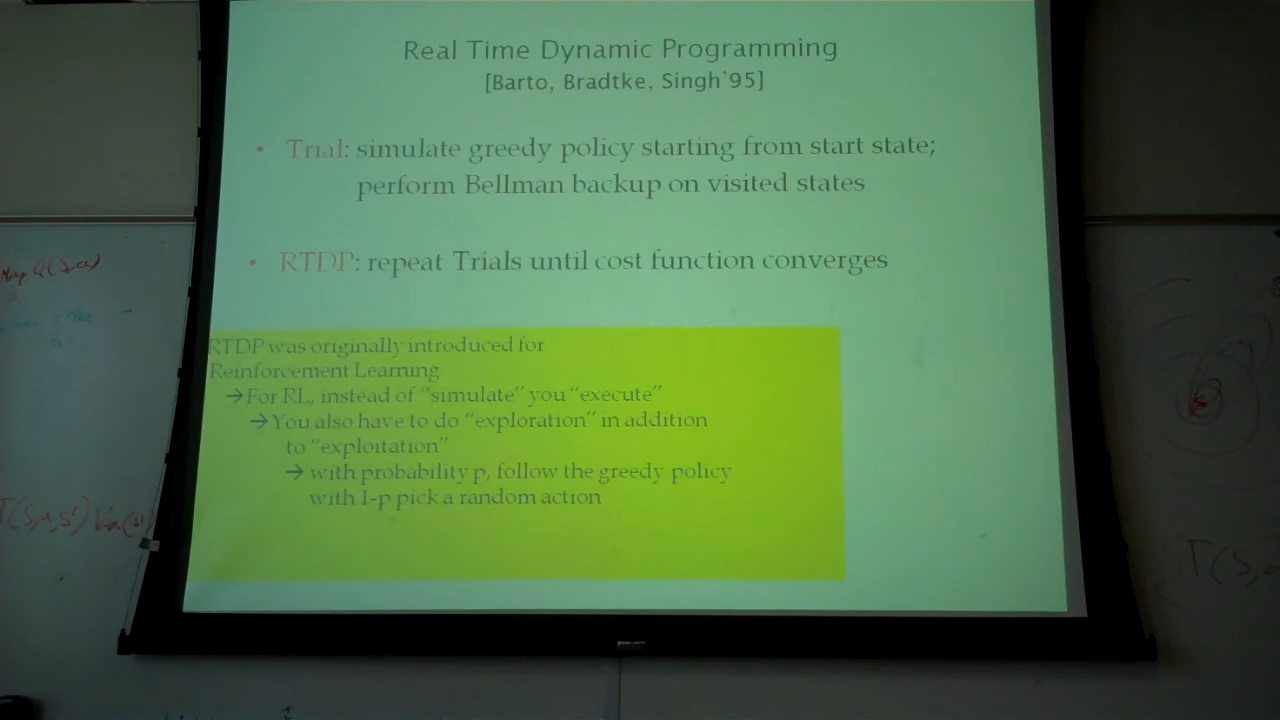 Real Time Dynamic Programming
[Barto, Bradtke, Singh'95]
• Trial: simulate greedy policy starting from start state;
perform Bellman backup on visited states
• RTDP: repeat Trials until cost function converges
RTDP was originally introduced for
Reinforcement Learning
→ For RL, instead of "simulate" you "execute"
→ You also have to do "exploration" in addition
to "exploitation"
→ with probability p, follow the greedy policy
with 1-p pick a random action
Q(s,a)
T(s,a,s')
T(s,